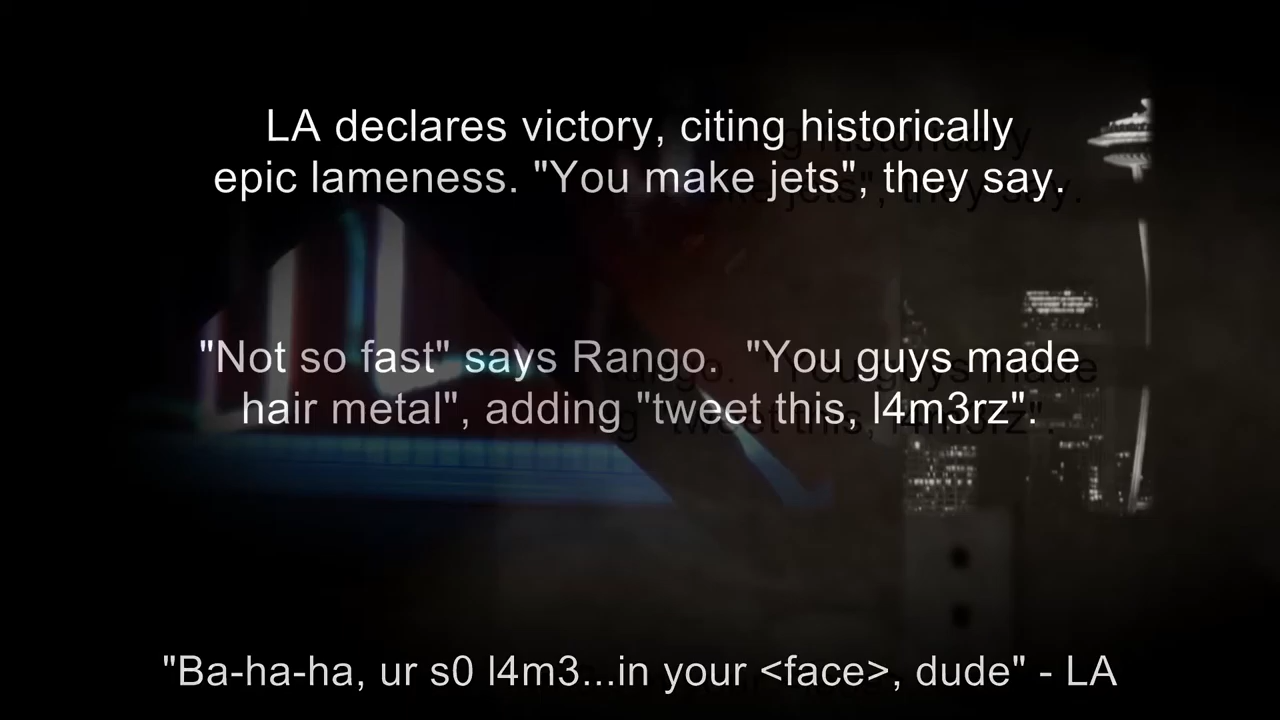 LA declares victory, citing historically
epic lameness. "You make jets", they say.
"Not so fast" says Rango.  "You guys made
hair metal", adding "tweet this, l4m3rz".
"Ba-ha-ha, ur s0 l4m3...in your <face>, dude" - LA